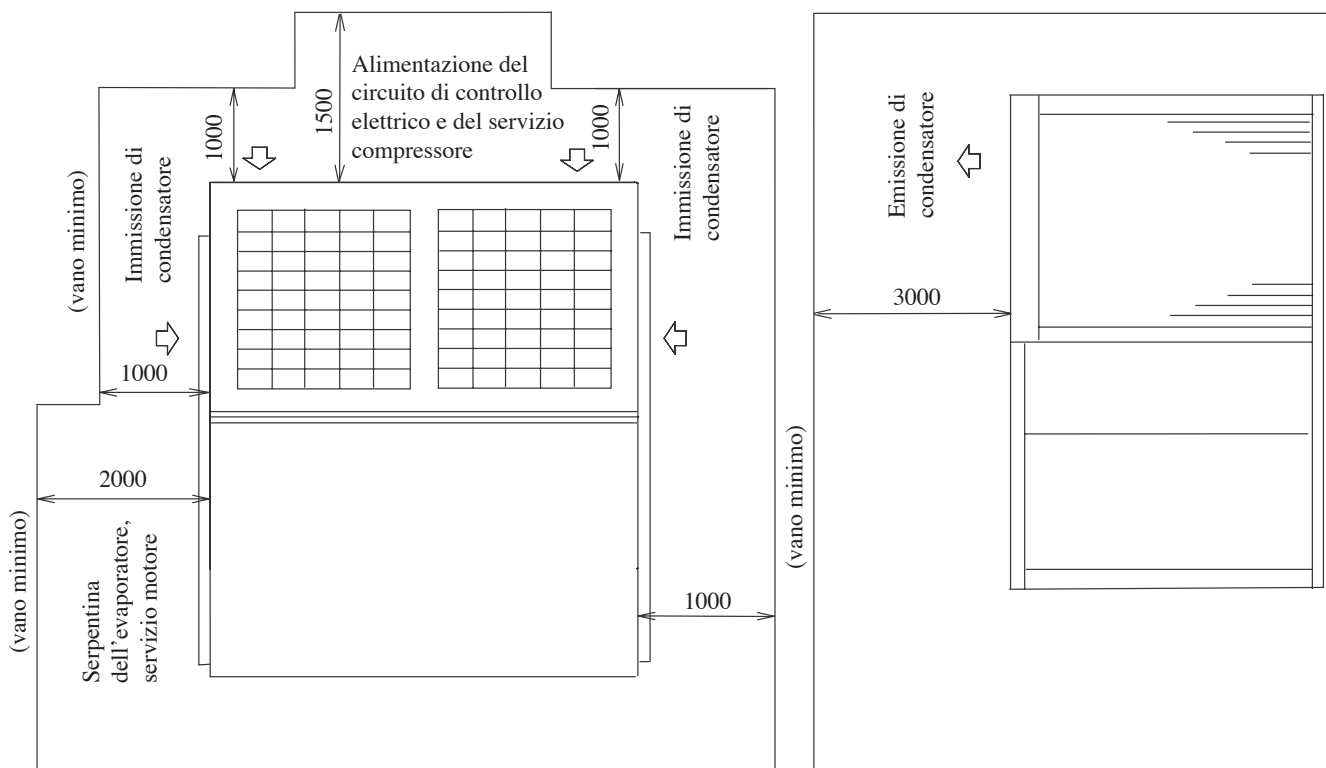 Alimentazione del
circuito di controllo
elettrico e del servizio
compressore
1500
1000
1000
(vano minimo)
Immissione di
condensatore
Immissione di
condensatore
1000
2000
(vano minimo)
Serpentina
dell'evaporatore,
servizio motore
1000
(vano minimo)
Emissione di
condensatore
3000